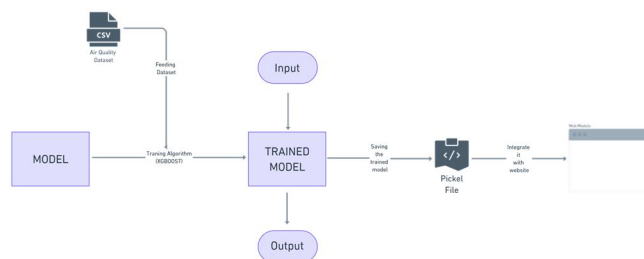 CSV
Air Quality
Dataset
Feeding
Dataset
Input
MODEL
Traning Algorithm
(XGBOOST)
TRAINED
MODEL
Saving
the
trained
model
Pickel
File
Integrate
it
with
website
Output